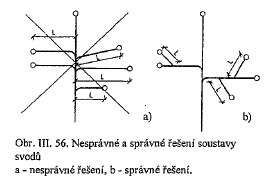 L
L
L
L
L
L
L
a)
b)
Obr. III. 56. Nesprávné a správné řešení soustavy
svodů
a - nesprávné řešení, b - správné řešení.